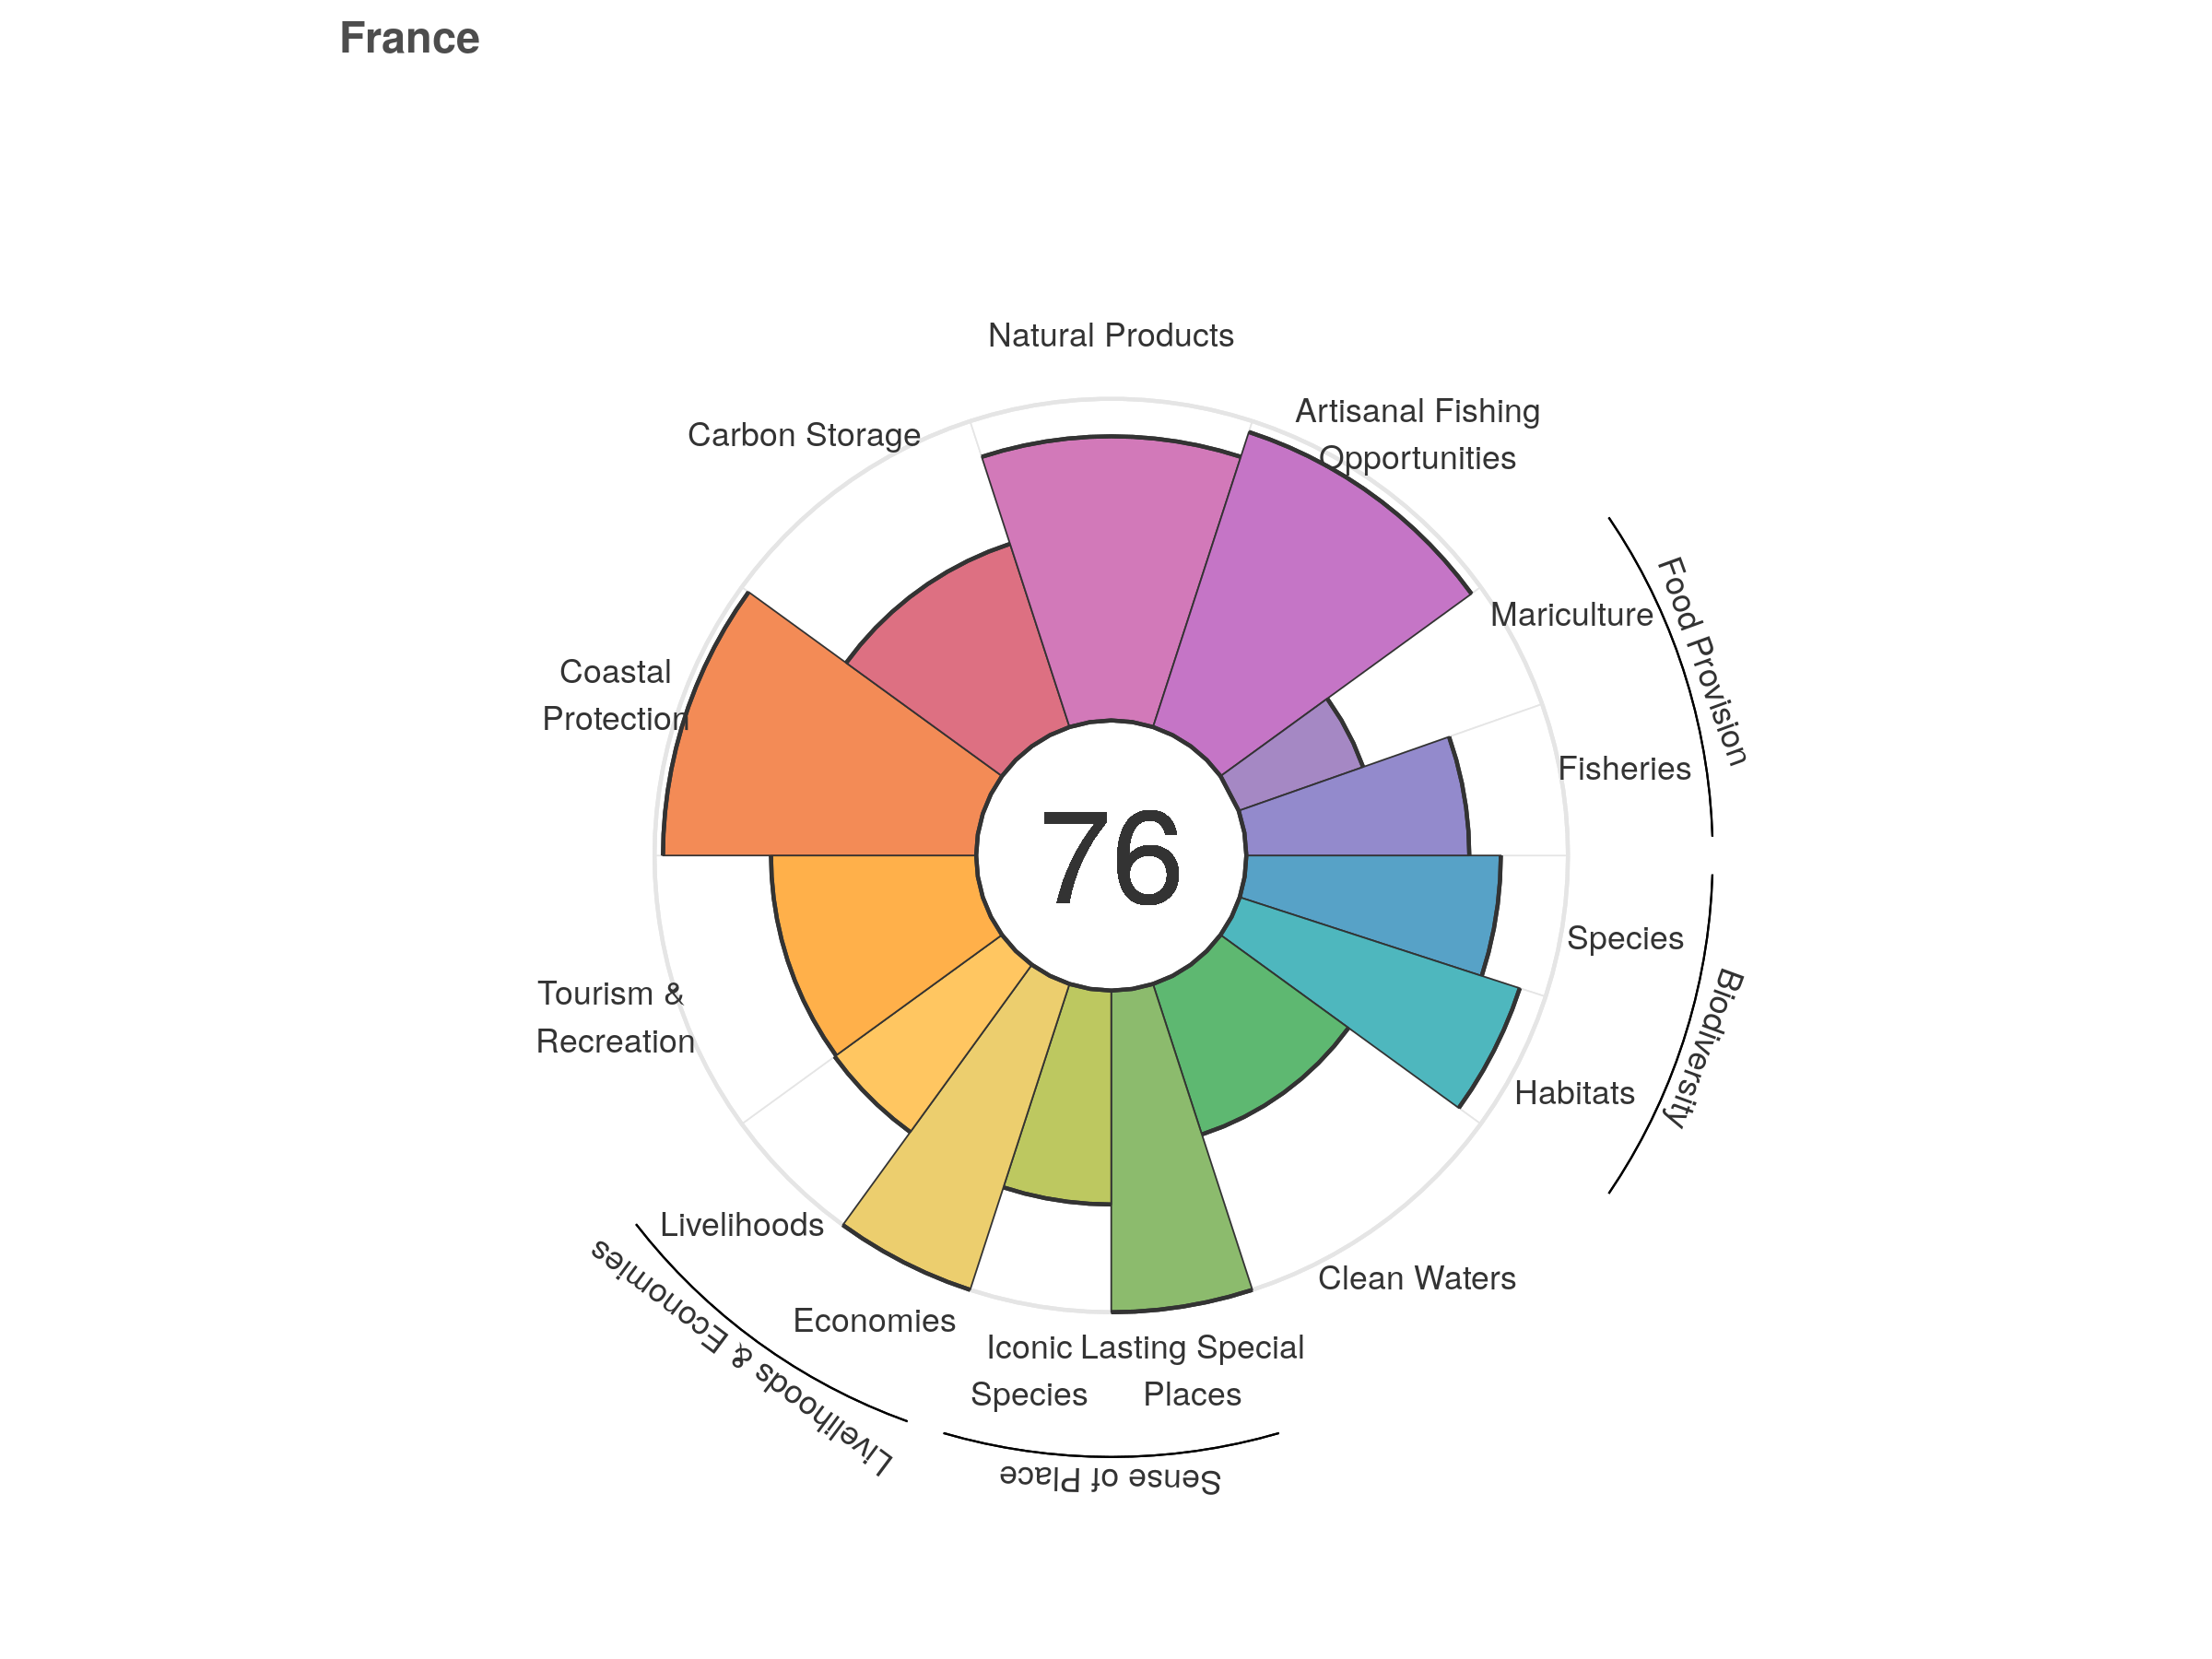 France
Natural Products
Artisanal Fishing
Opportunities
Carbon Storage
Mariculture
Food Provision
Coastal
Protection
Fisheries
76
Species
Biodiversity
Tourism &
Recreation
Habitats
Livelihoods
Livelihoods & Economies
Clean Waters
Economies
Iconic
Species
Lasting Special
Places
Sense of Place